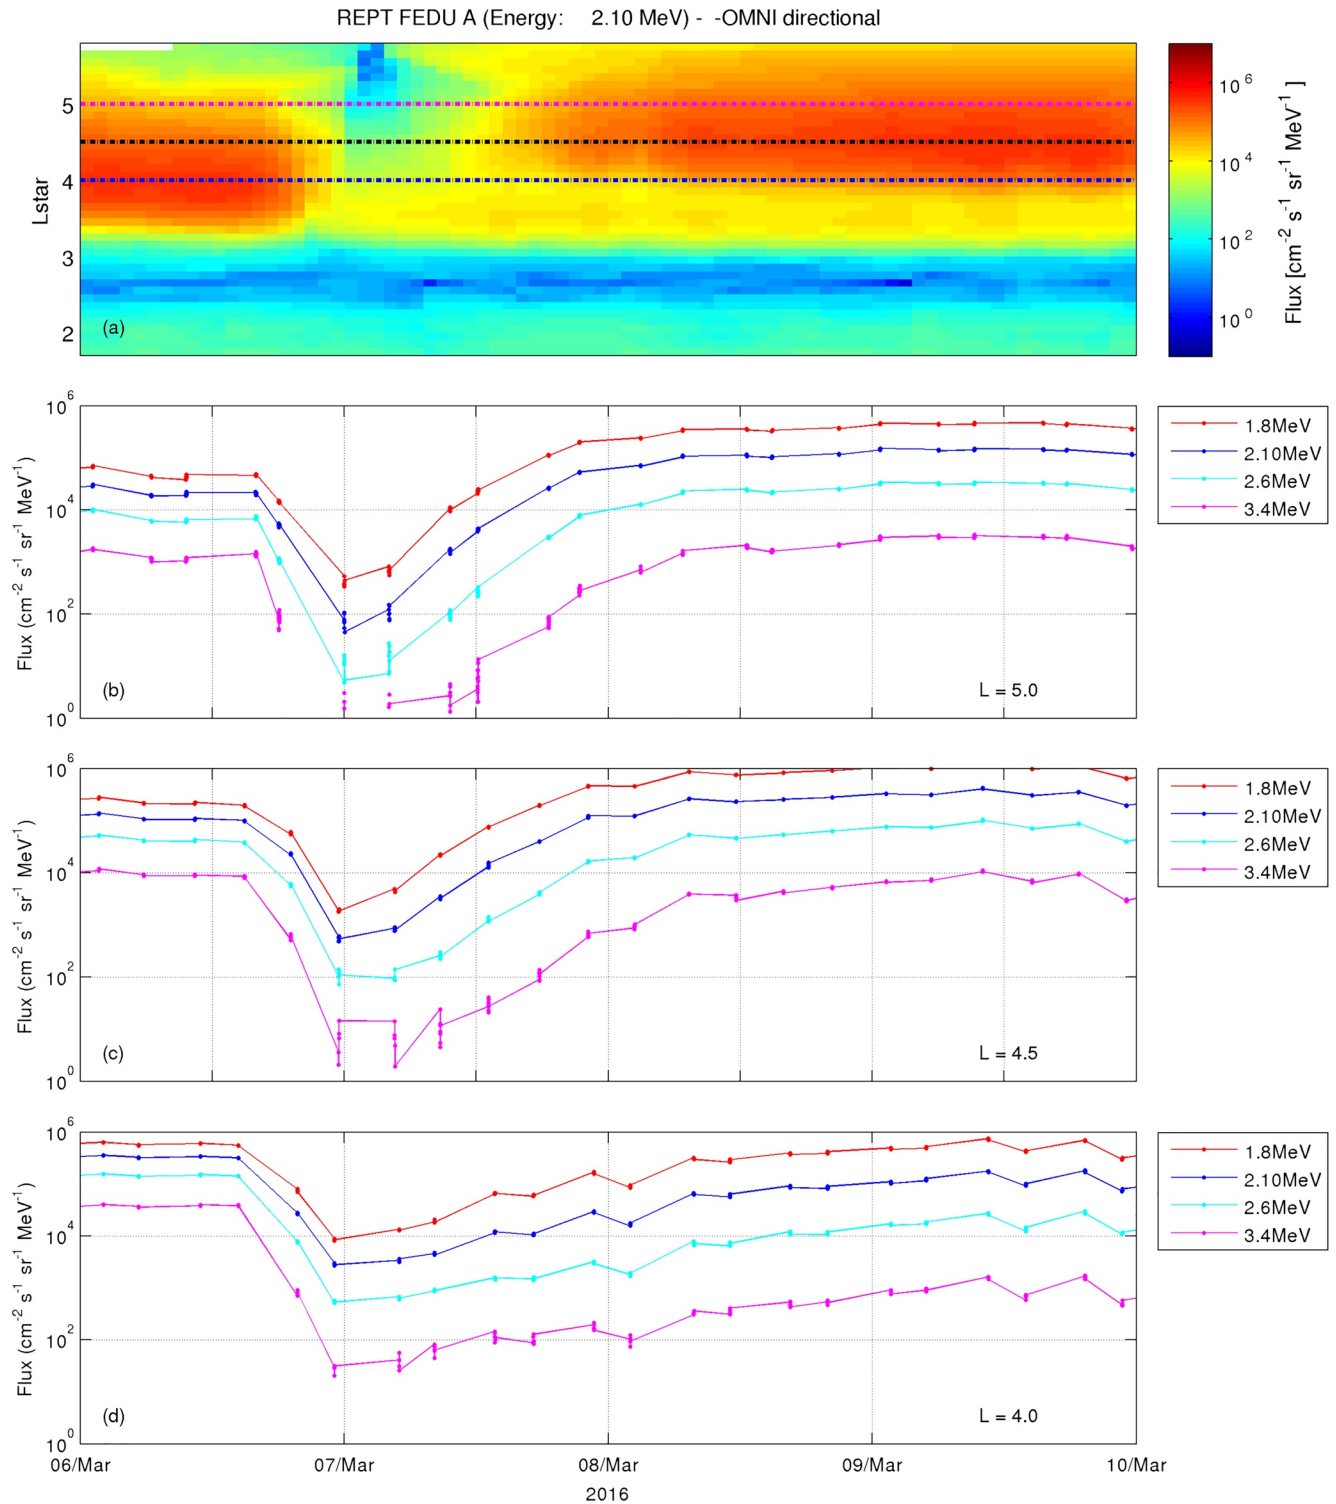 REPT FEDU A (Energy: 2.10 MeV) - -OMNI directional
Lstar
5
4
3
2
(a)
10^6
10^4
10^2
10^0
Flux [cm^-2 s^-1 sr^-1 MeV^-1 ]
Flux (cm^-2 s^-1 sr^-1 MeV^-1)
10^6
10^4
10^2
10^0
(b)
L = 5.0
1.8MeV
2.10MeV
2.6MeV
3.4MeV
Flux (cm^-2 s^-1 sr^-1 MeV^-1)
10^6
10^4
10^2
10^0
(c)
L = 4.5
1.8MeV
2.10MeV
2.6MeV
3.4MeV
Flux (cm^-2 s^-1 sr^-1 MeV^-1)
10^6
10^4
10^2
10^0
(d)
L = 4.0
1.8MeV
2.10MeV
2.6MeV
3.4MeV
06/Mar 07/Mar 08/Mar 09/Mar 10/Mar
2016